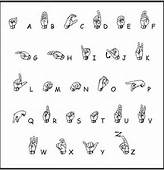 A B C D E F
G H I J K
L M N O P
Q R S T U V
W X Y Z